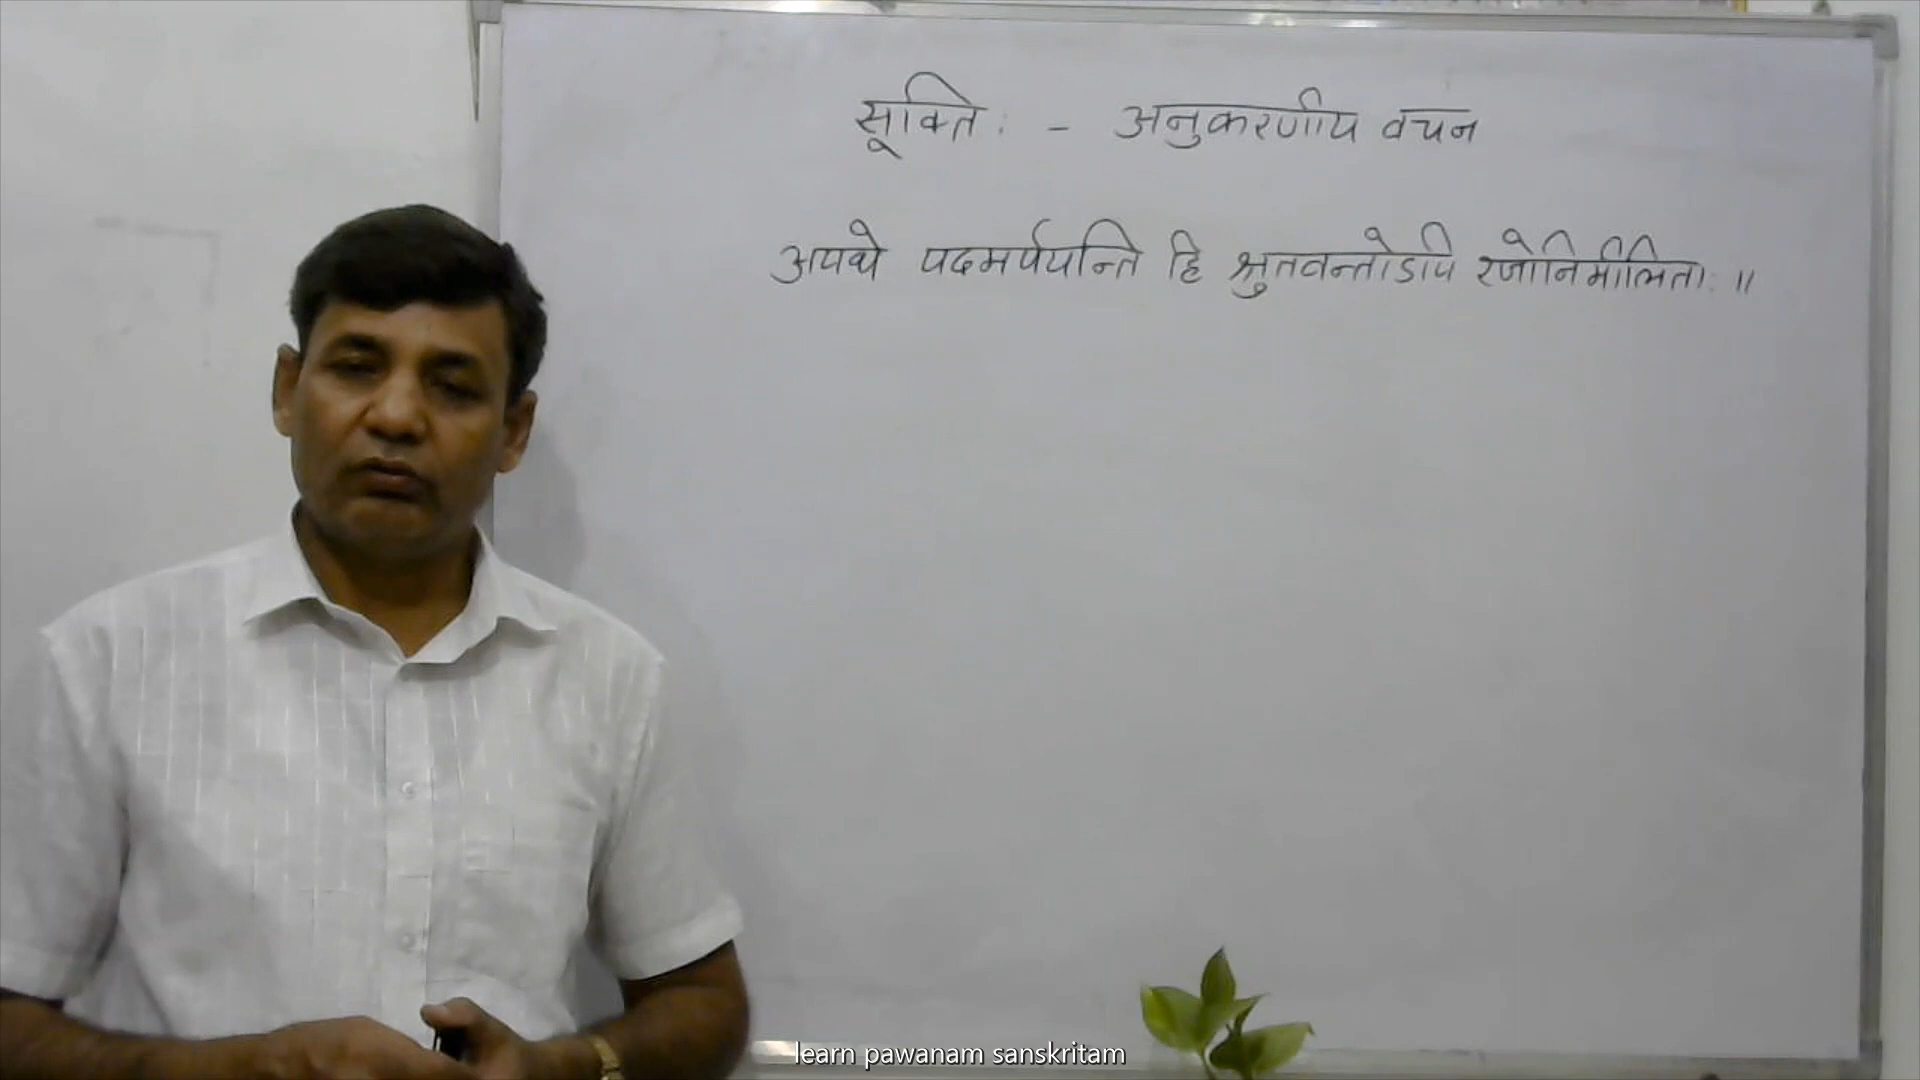 सूक्तिः - अनुकरणीय वचन
अपथे पदमर्पयन्ति हि श्रुतवन्तोऽपि रजोनिमीलिताः ॥
learn pawanam sanskritam